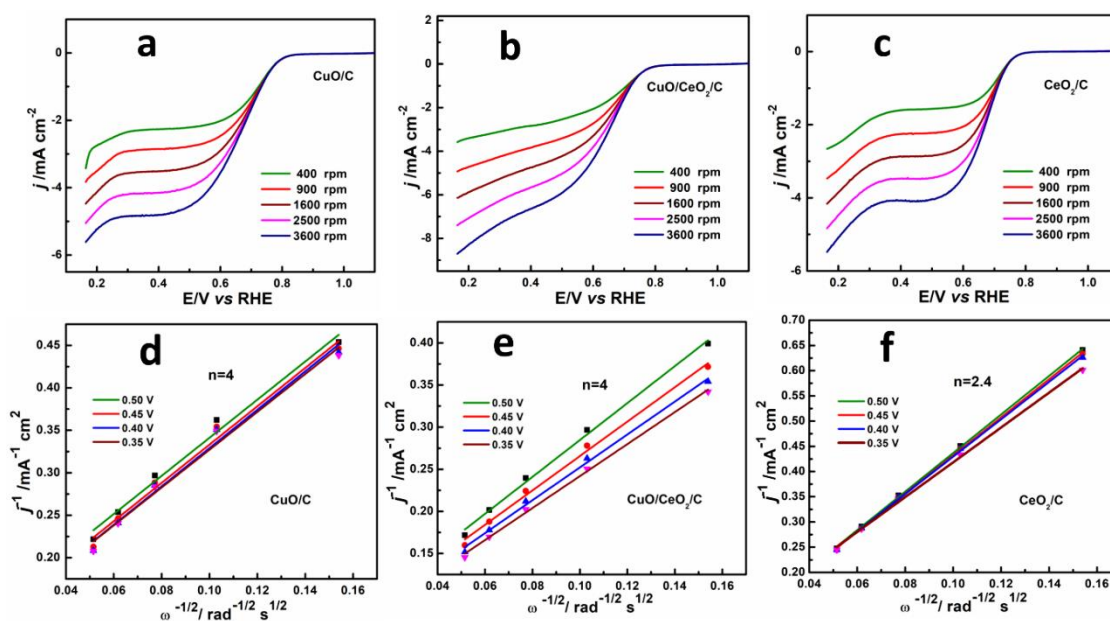 a
j /mA cm⁻²
0
-2
-4
-6
CuO/C
400 rpm
900 rpm
1600 rpm
2500 rpm
3600 rpm
0.2 0.4 0.6 0.8 1.0
E/V vs RHE
b
j /mA cm⁻²
0
-2
-4
-6
-8
CuO/CeO₂/C
400 rpm
900 rpm
1600 rpm
2500 rpm
3600 rpm
0.2 0.4 0.6 0.8 1.0
E/V vs RHE
c
j /mA cm⁻²
0
-2
-4
-6
CeO₂/C
400 rpm
900 rpm
1600 rpm
2500 rpm
3600 rpm
0.2 0.4 0.6 0.8 1.0
E/V vs RHE
d
j⁻¹ /mA⁻¹ cm²
0.45
0.40
0.35
0.30
0.25
0.20
n=4
0.50 V
0.45 V
0.40 V
0.35 V
CuO/C
0.04 0.06 0.08 0.10 0.12 0.14 0.16
ω⁻¹/²/ rad⁻¹/² s¹/²
e
j⁻¹ /mA⁻¹ cm²
0.40
0.35
0.30
0.25
0.20
0.15
n=4
0.50 V
0.45 V
0.40 V
0.35 V
CuO/CeO₂/C
0.04 0.06 0.08 0.10 0.12 0.14 0.16
ω⁻¹/²/ rad⁻¹/² s¹/²
f
j⁻¹ /mA⁻¹ cm²
0.70
0.65
0.60
0.55
0.50
0.45
0.40
0.35
0.30
0.25
0.20
n=2.4
0.50 V
0.45 V
0.40 V
0.35 V
CeO₂/C
0.04 0.06 0.08 0.10 0.12 0.14 0.16
ω⁻¹/²/ rad⁻¹/² s¹/²